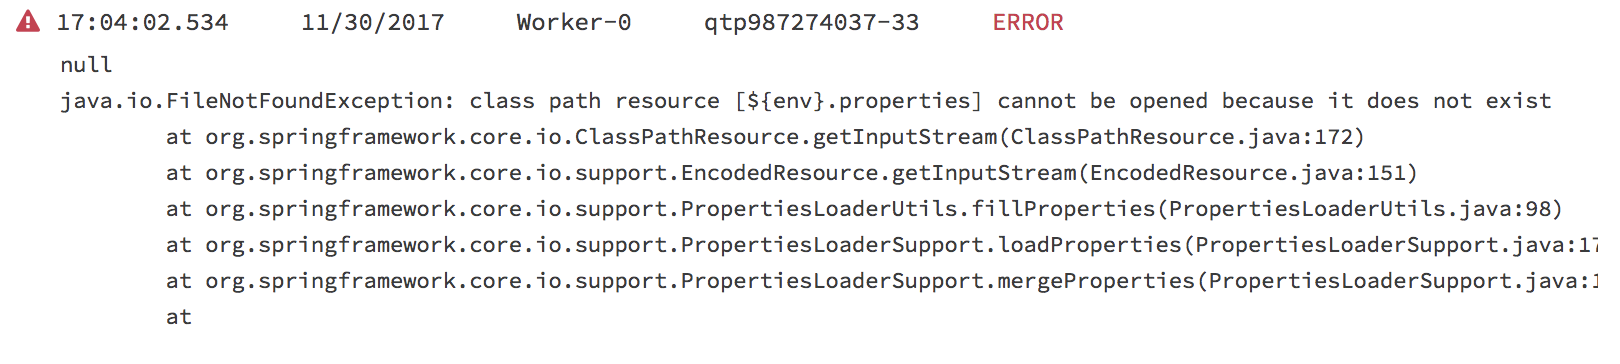 17:04:02.534 11/30/2017 Worker-0 qtp987274037-33 ERROR
null
java.io.FileNotFoundException: class path resource [${env}.properties] cannot be opened because it does not exist
at org.springframework.core.io.ClassPathResource.getInputStream(ClassPathResource.java:172)
at org.springframework.core.io.support.EncodedResource.getInputStream(EncodedResource.java:151)
at org.springframework.core.io.support.PropertiesLoaderUtils.fillProperties(PropertiesLoaderUtils.java:98)
at org.springframework.core.io.support.PropertiesLoaderSupport.loadProperties(PropertiesLoaderSupport.java:17
at org.springframework.core.io.support.PropertiesLoaderSupport.mergeProperties(PropertiesLoaderSupport.java:1
at